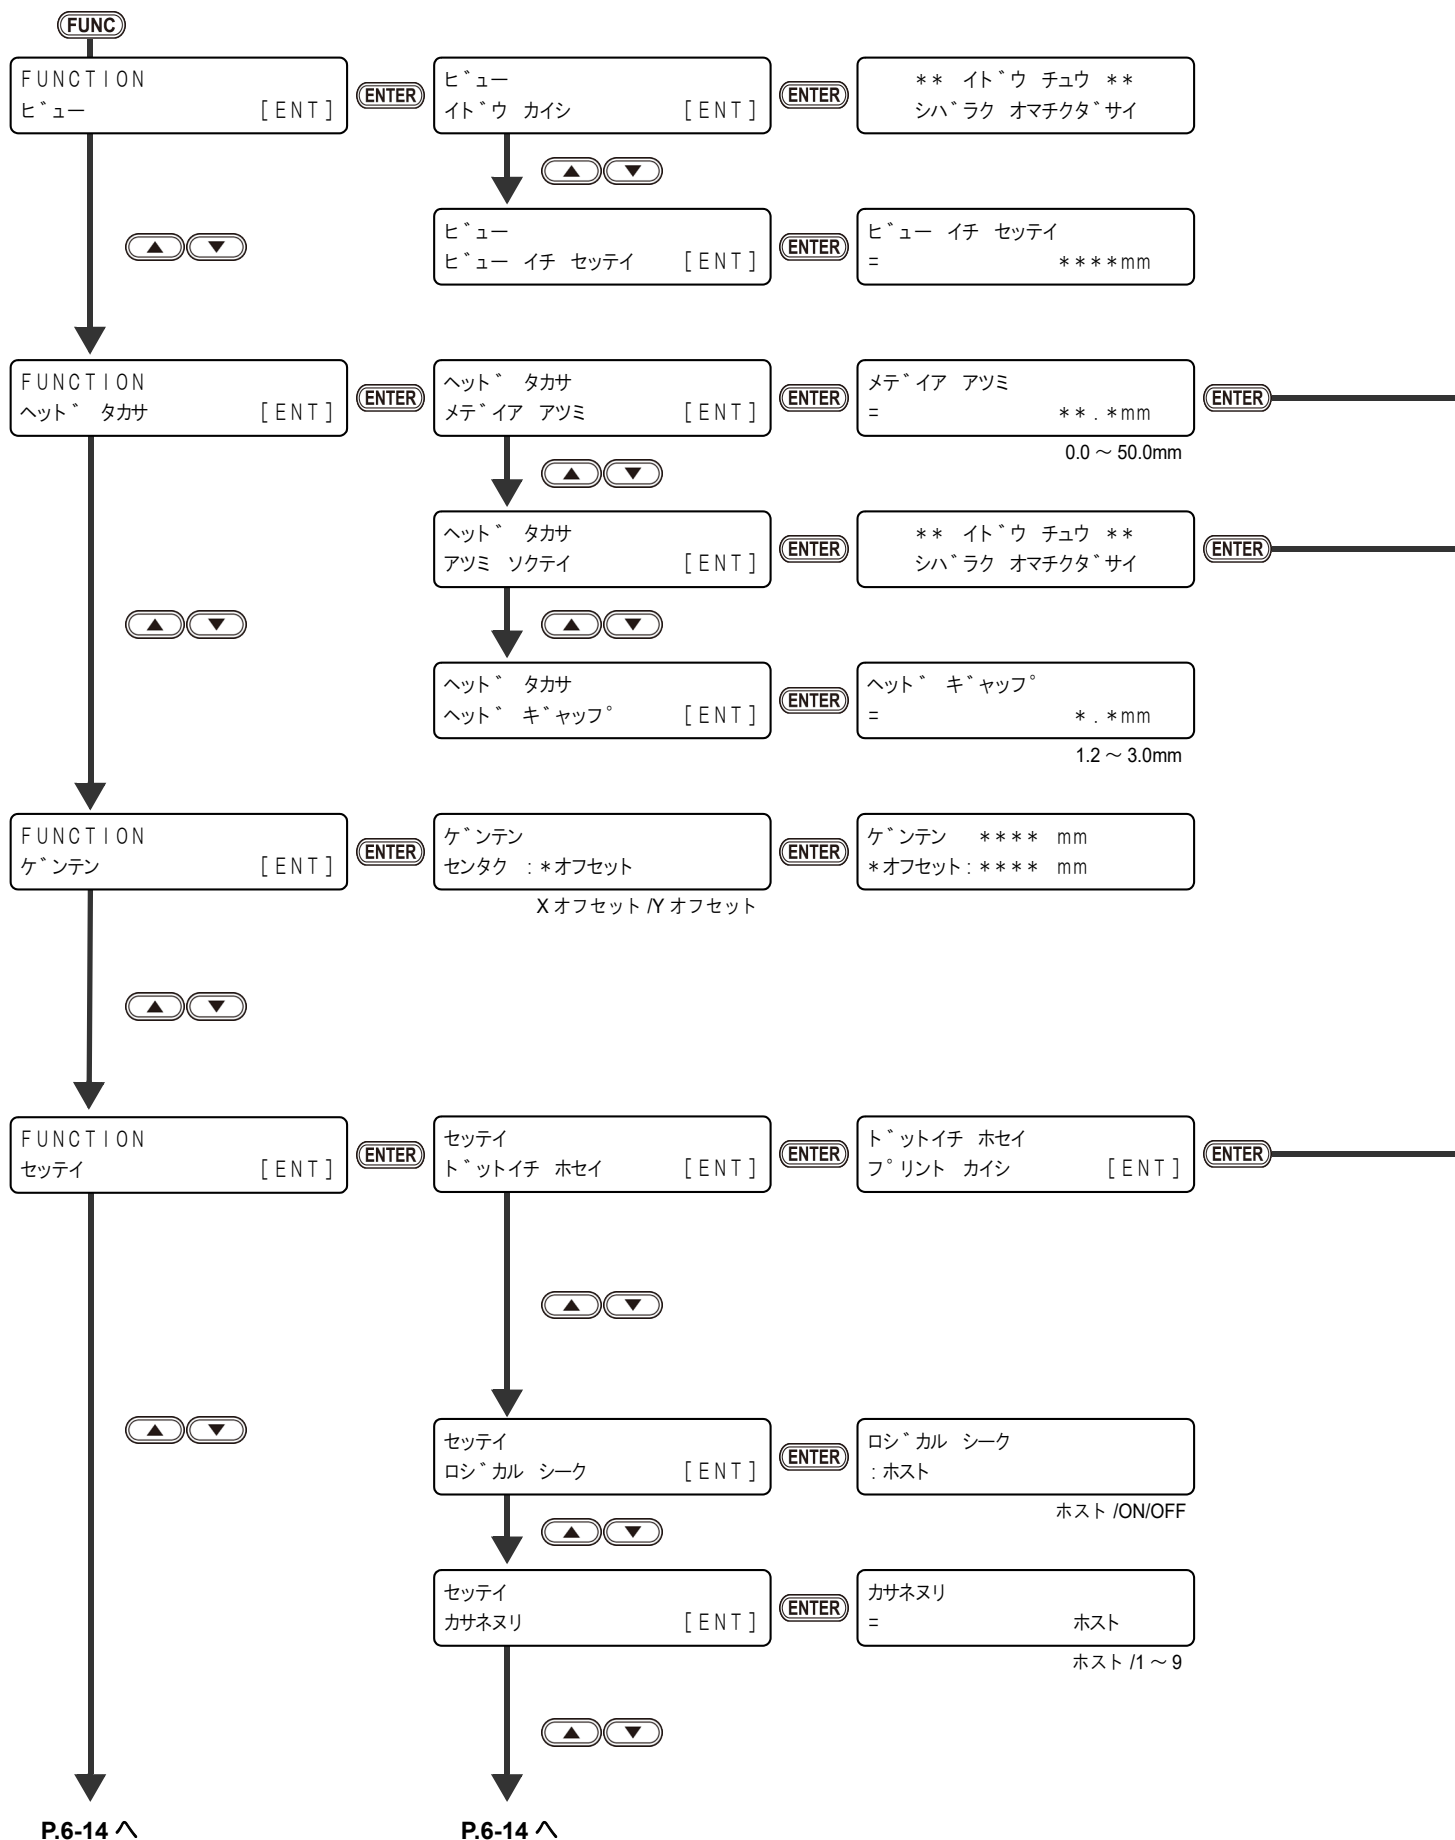 FUNC
FUNCTION
ビュー [ENT]
ENTER
ビュー
イドウ カイシ [ENT]
ENTER
** イドウ チュウ **
シバラク オマチクダサイ
ビュー
ビュー イチ セッテイ [ENT]
ENTER
ビュー イチ セッテイ
= ****mm
FUNCTION
ヘッド タカサ [ENT]
ENTER
ヘッド タカサ
メディア アツミ [ENT]
ENTER
メディア アツミ
= **.*mm
ENTER
0.0 ~ 50.0mm
ヘッド タカサ
アツミ ソクテイ [ENT]
ENTER
** イドウ チュウ **
シバラク オマチクダサイ
ENTER
ヘッド タカサ
ヘッド ギャップ [ENT]
ENTER
ヘッド ギャップ
= *.*mm
1.2 ~ 3.0mm
FUNCTION
ゲンテン [ENT]
ENTER
ゲンテン
センタク :*オフセット
X オフセット /Y オフセット
ENTER
ゲンテン **** mm
*オフセット:**** mm
FUNCTION
セッテイ [ENT]
ENTER
セッテイ
ドットイチ ホセイ [ENT]
ENTER
ドットイチ ホセイ
プリント カイシ [ENT]
ENTER
セッテイ
ロジカル シーク [ENT]
ENTER
ロジカル シーク
:ホスト
ホスト /ON/OFF
セッテイ
カサネヌリ [ENT]
ENTER
カサネヌリ
= ホスト
ホスト /1 ~ 9
P.6-14 へ
P.6-14 へ